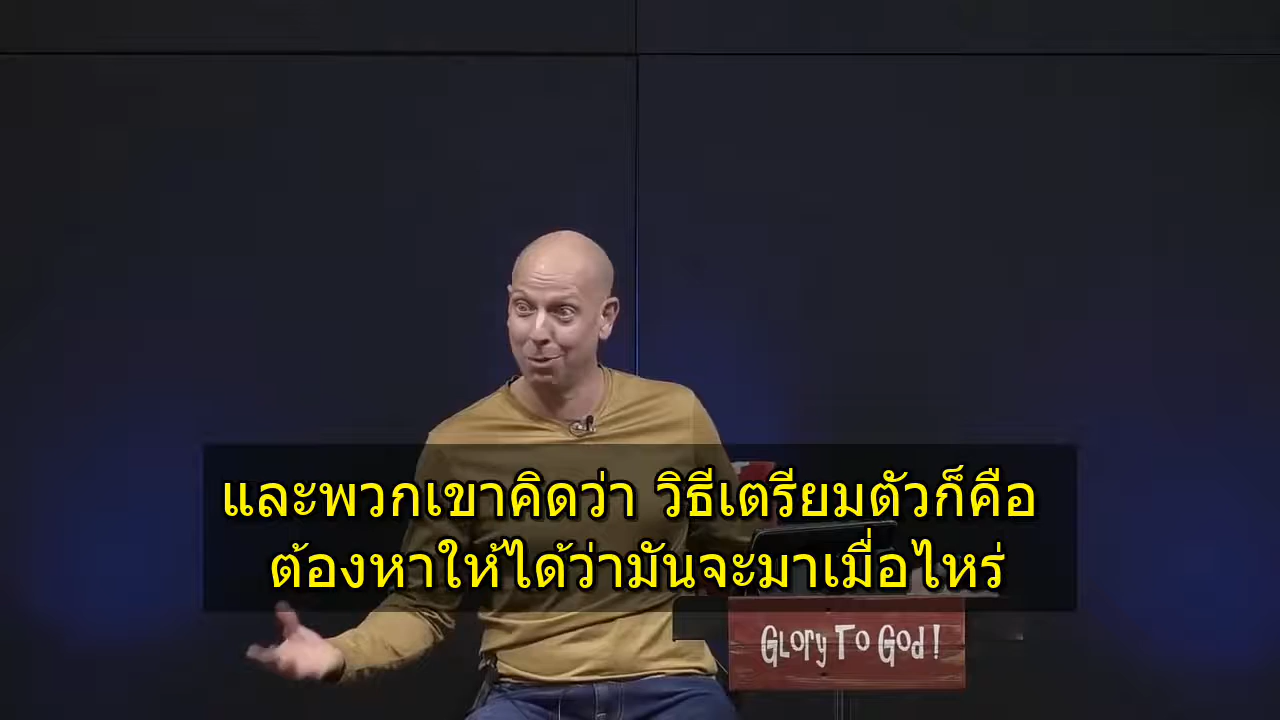 และพวกเขาคิดว่า วิธีเตรียมตัวก็คือ
ต้องหาให้ได้ว่ามันจะมาเมื่อไหร่
Glory To God!